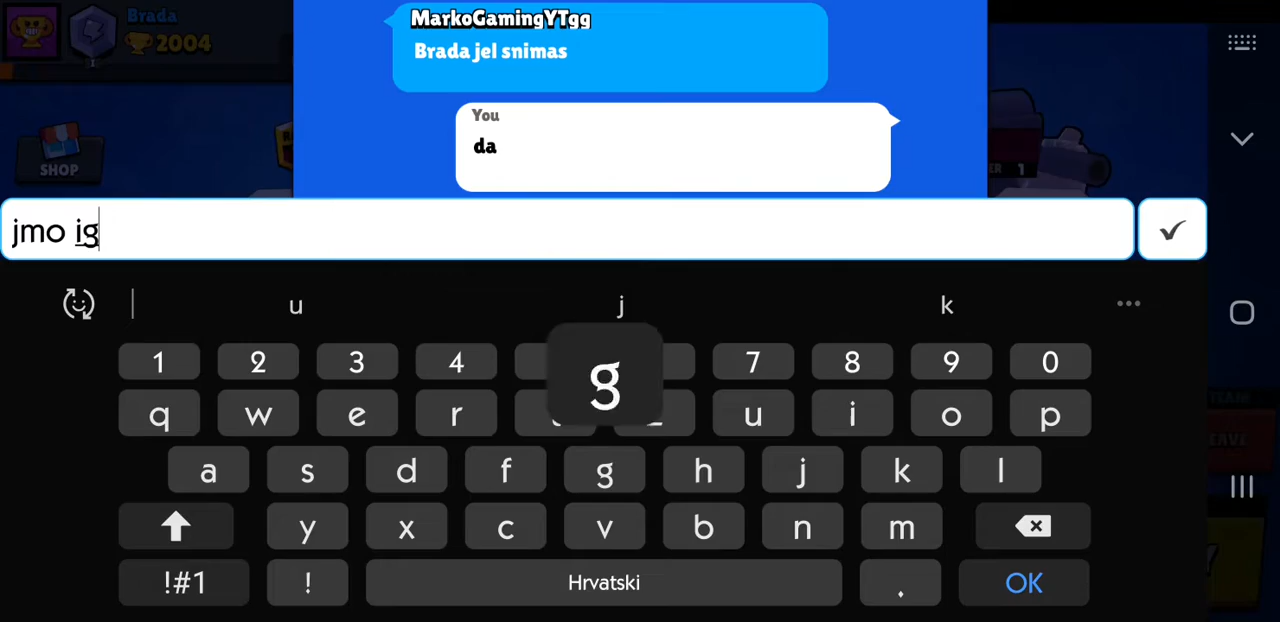 Brada
2004
MarkoGamingYTgg
Brada jel snimas
You
da
SHOP
1
jmo ig
u j k
1 2 3 4 7 8 9 0
g
q w e r u i o p
a s d f g h j k l
y x c v b n m
!#1 ! Hrvatski . OK